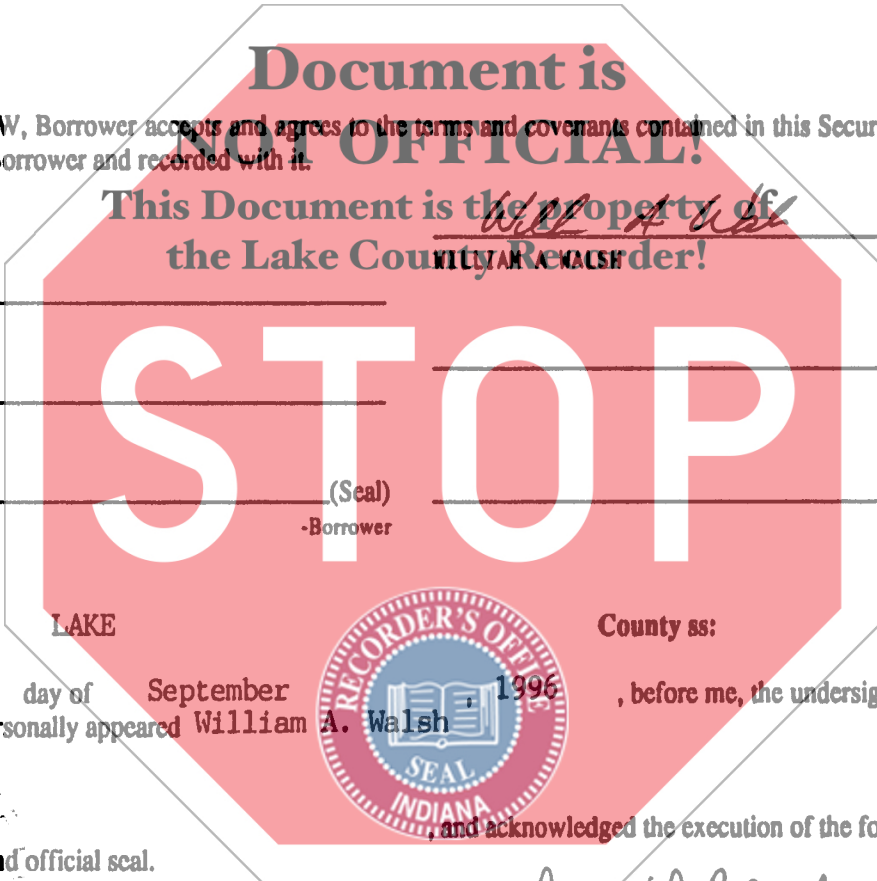 Document is
W, Borrower accepts and agrees to the terms and covenants contained in this Secur
NOT OFFICIAL!
orrower and recorded with it.
This Document is the property of
Will A Wal
the Lake County Recorder!
WILLIAM A WALSH
STOP
(Seal)
-Borrower
LAKE County ss:
RECORDER'S OFFICE
day of September , 1996 , before me, the undersig
sonally appeared William A. Walsh
SEAL
INDIANA
, and acknowledged the execution of the fo
d official seal.